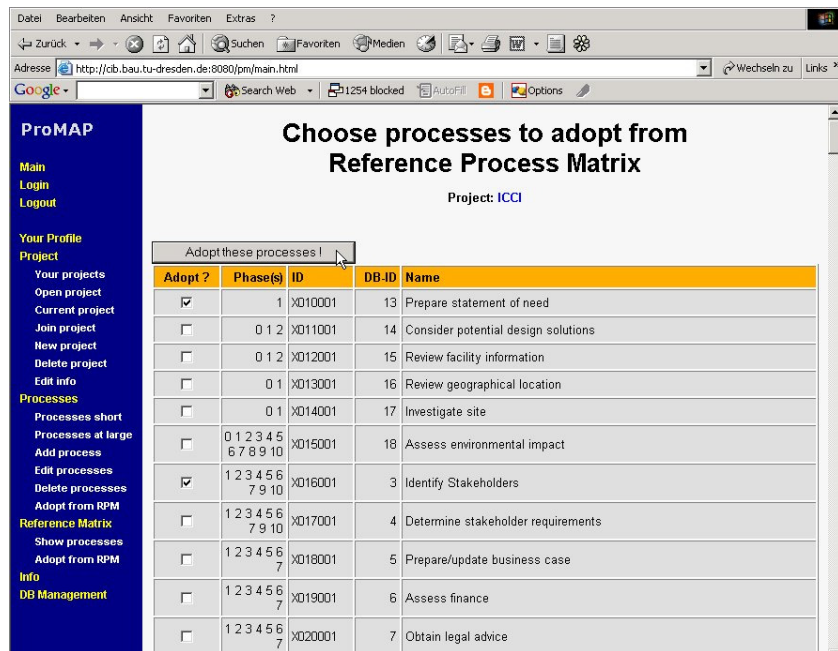 Datei Bearbeiten Ansicht Favoriten Extras ?
Zurück Suchen Favoriten Medien
Adresse http://cib.bau.tu-dresden.de:8080/pm/main.html Wechseln zu Links »
Google Search Web 1254 blocked AutoFill Options
ProMAP
Main
Login
Logout
Your Profile
Project
Your projects
Open project
Current project
Join project
New project
Delete project
Edit info
Processes
Processes short
Processes at large
Add process
Edit processes
Delete processes
Adopt from RPM
Reference Matrix
Show processes
Adopt from RPM
Info
DB Management
Choose processes to adopt from
Reference Process Matrix
Project: ICCI
Adopt these processes !
Adopt ? Phase(s) ID DB-ID Name
1 X010001 13 Prepare statement of need
0 1 2 X011001 14 Consider potential design solutions
0 1 2 X012001 15 Review facility information
0 1 X013001 16 Review geographical location
0 1 X014001 17 Investigate site
0 1 2 3 4 5
6 7 8 9 10 X015001 18 Assess environmental impact
1 2 3 4 5 6
7 9 10 X016001 3 Identify Stakeholders
1 2 3 4 5 6
7 9 10 X017001 4 Determine stakeholder requirements
1 2 3 4 5 6
7 X018001 5 Prepare/update business case
1 2 3 4 5 6
7 X019001 6 Assess finance
1 2 3 4 5 6
7 X020001 7 Obtain legal advice